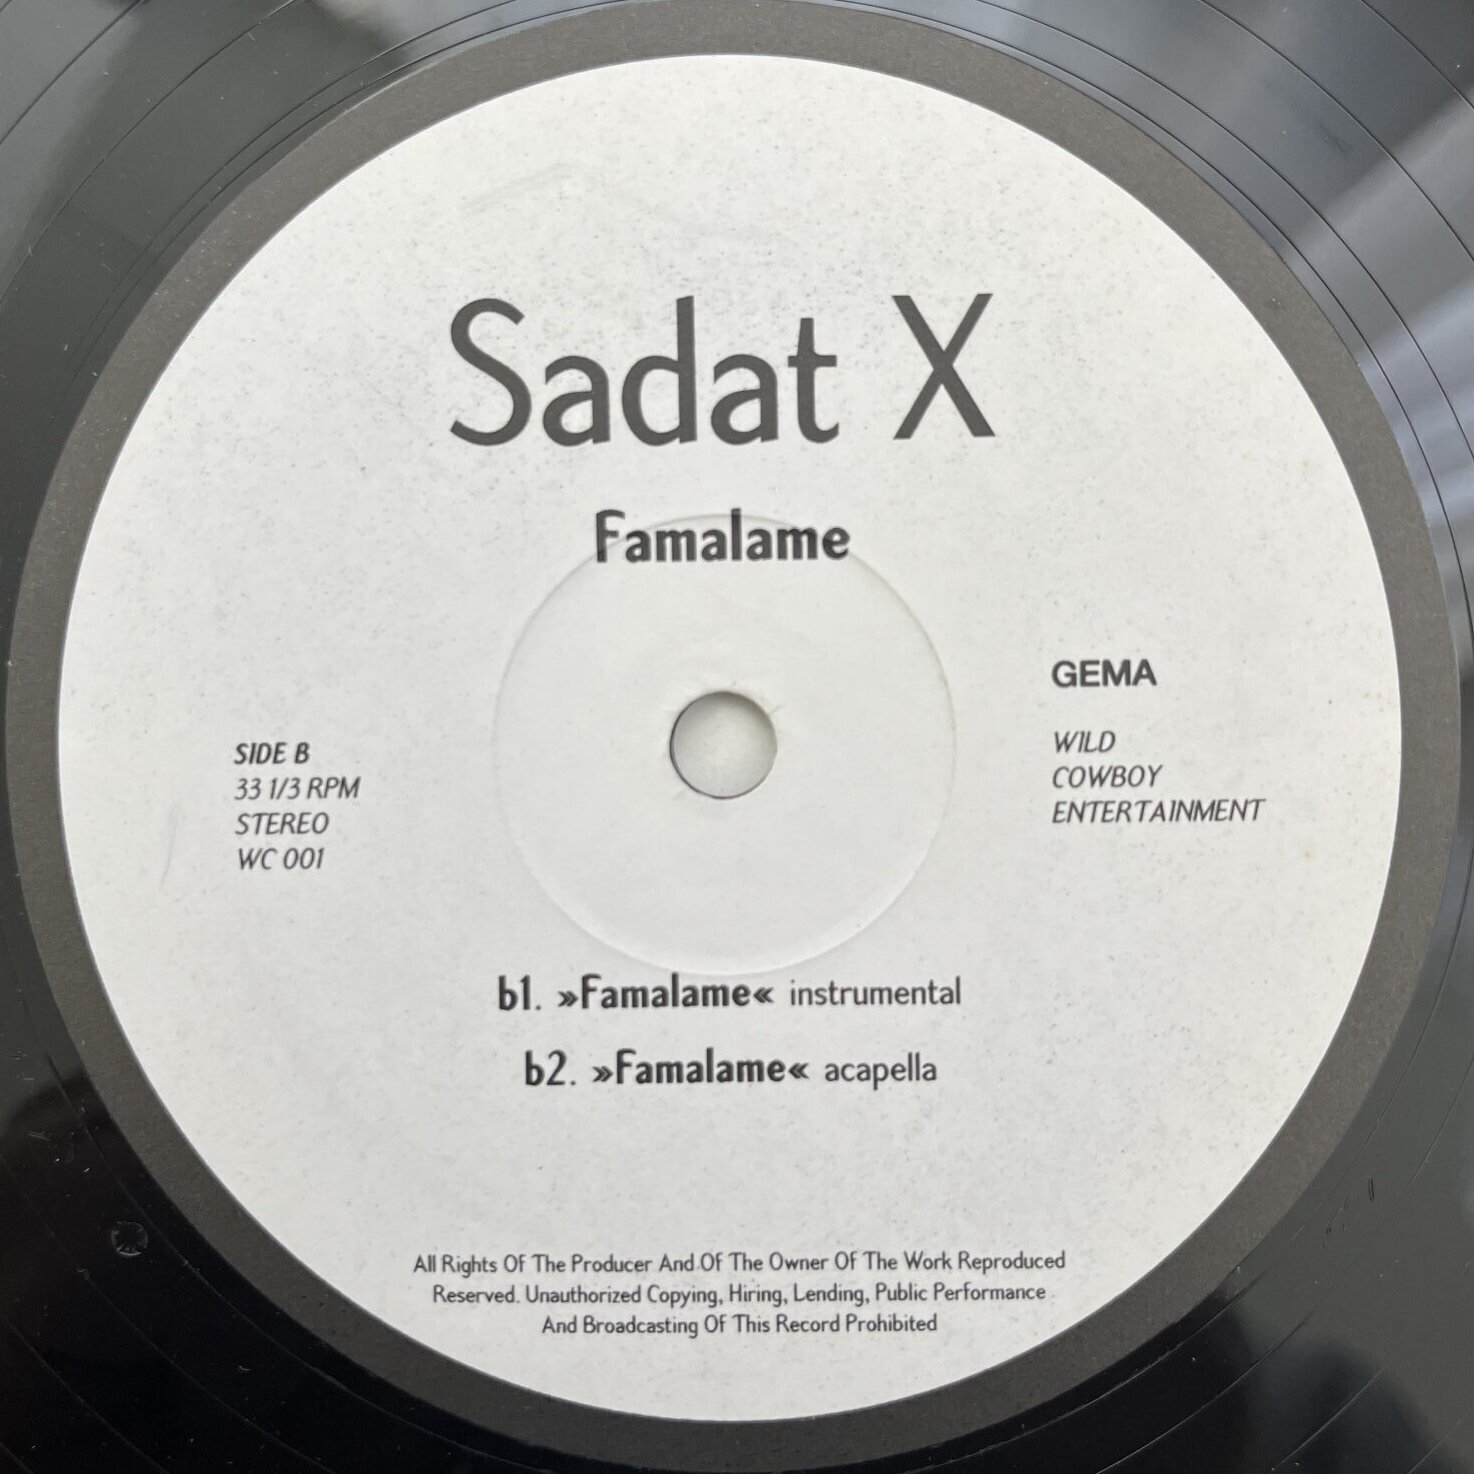 Sadat X
Famalame
GEMA
SIDE B
33 1/3 RPM
STEREO
WC 001
WILD
COWBOY
ENTERTAINMENT
b1. »Famalame« instrumental
b2. »Famalame« acapella
All Rights Of The Producer And Of The Owner Of The Work Reproduced
Reserved. Unauthorized Copying, Hiring, Lending, Public Performance
And Broadcasting Of This Record Prohibited